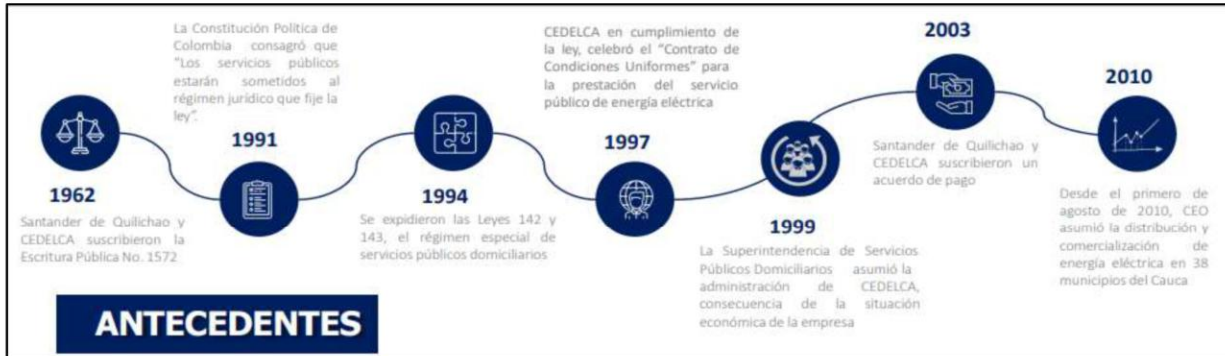 1962
Santander de Quilichao y
CEDELCA suscribieron la
Escritura Pública No. 1572
La Constitución Política de
Colombia consagró que
"Los servicios públicos
estarán sometidos al
régimen jurídico que fije la
ley".
1991
1994
Se expidieron las Leyes 142 y
143, el régimen especial de
servicios públicos domiciliarios
CEDELCA en cumplimiento de
la ley, celebró el "Contrato de
Condiciones Uniformes" para
la prestación del servicio
público de energía eléctrica
1997
1999
La Superintendencia de Servicios
Públicos Domiciliarios asumió la
administración de CEDELCA,
consecuencia de la situación
económica de la empresa
2003
Santander de Quilichao y
CEDELCA suscribieron un
acuerdo de pago
2010
Desde el primero de
agosto de 2010, CEO
asumió la distribución y
comercialización de
energía eléctrica en 38
municipios del Cauca
ANTECEDENTES